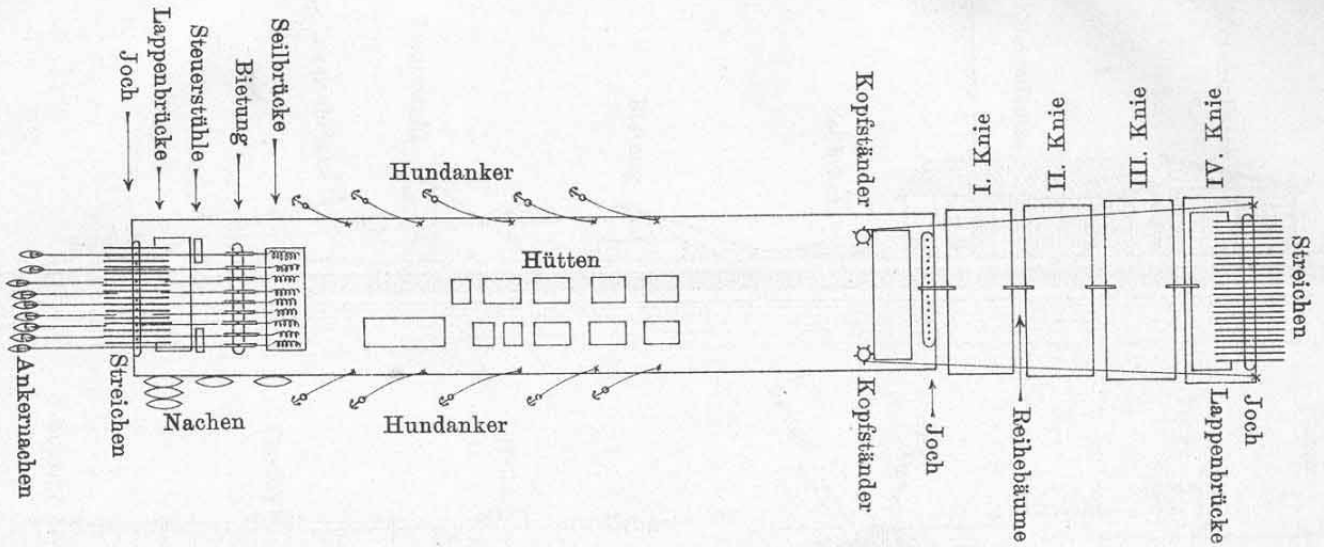 Joch
Lappenbrücke
Steuerstühle
Bietung
Seilbrücke
Hundanker
Kopfständer
I. Knie
II. Knie
III. Knie
IV. Knie
Streichen
Hütten
Ankernachen
Streichen
Nachen
Hundanker
Kopfständer
Joch
Reihebäume
Lappenbrücke
Joch